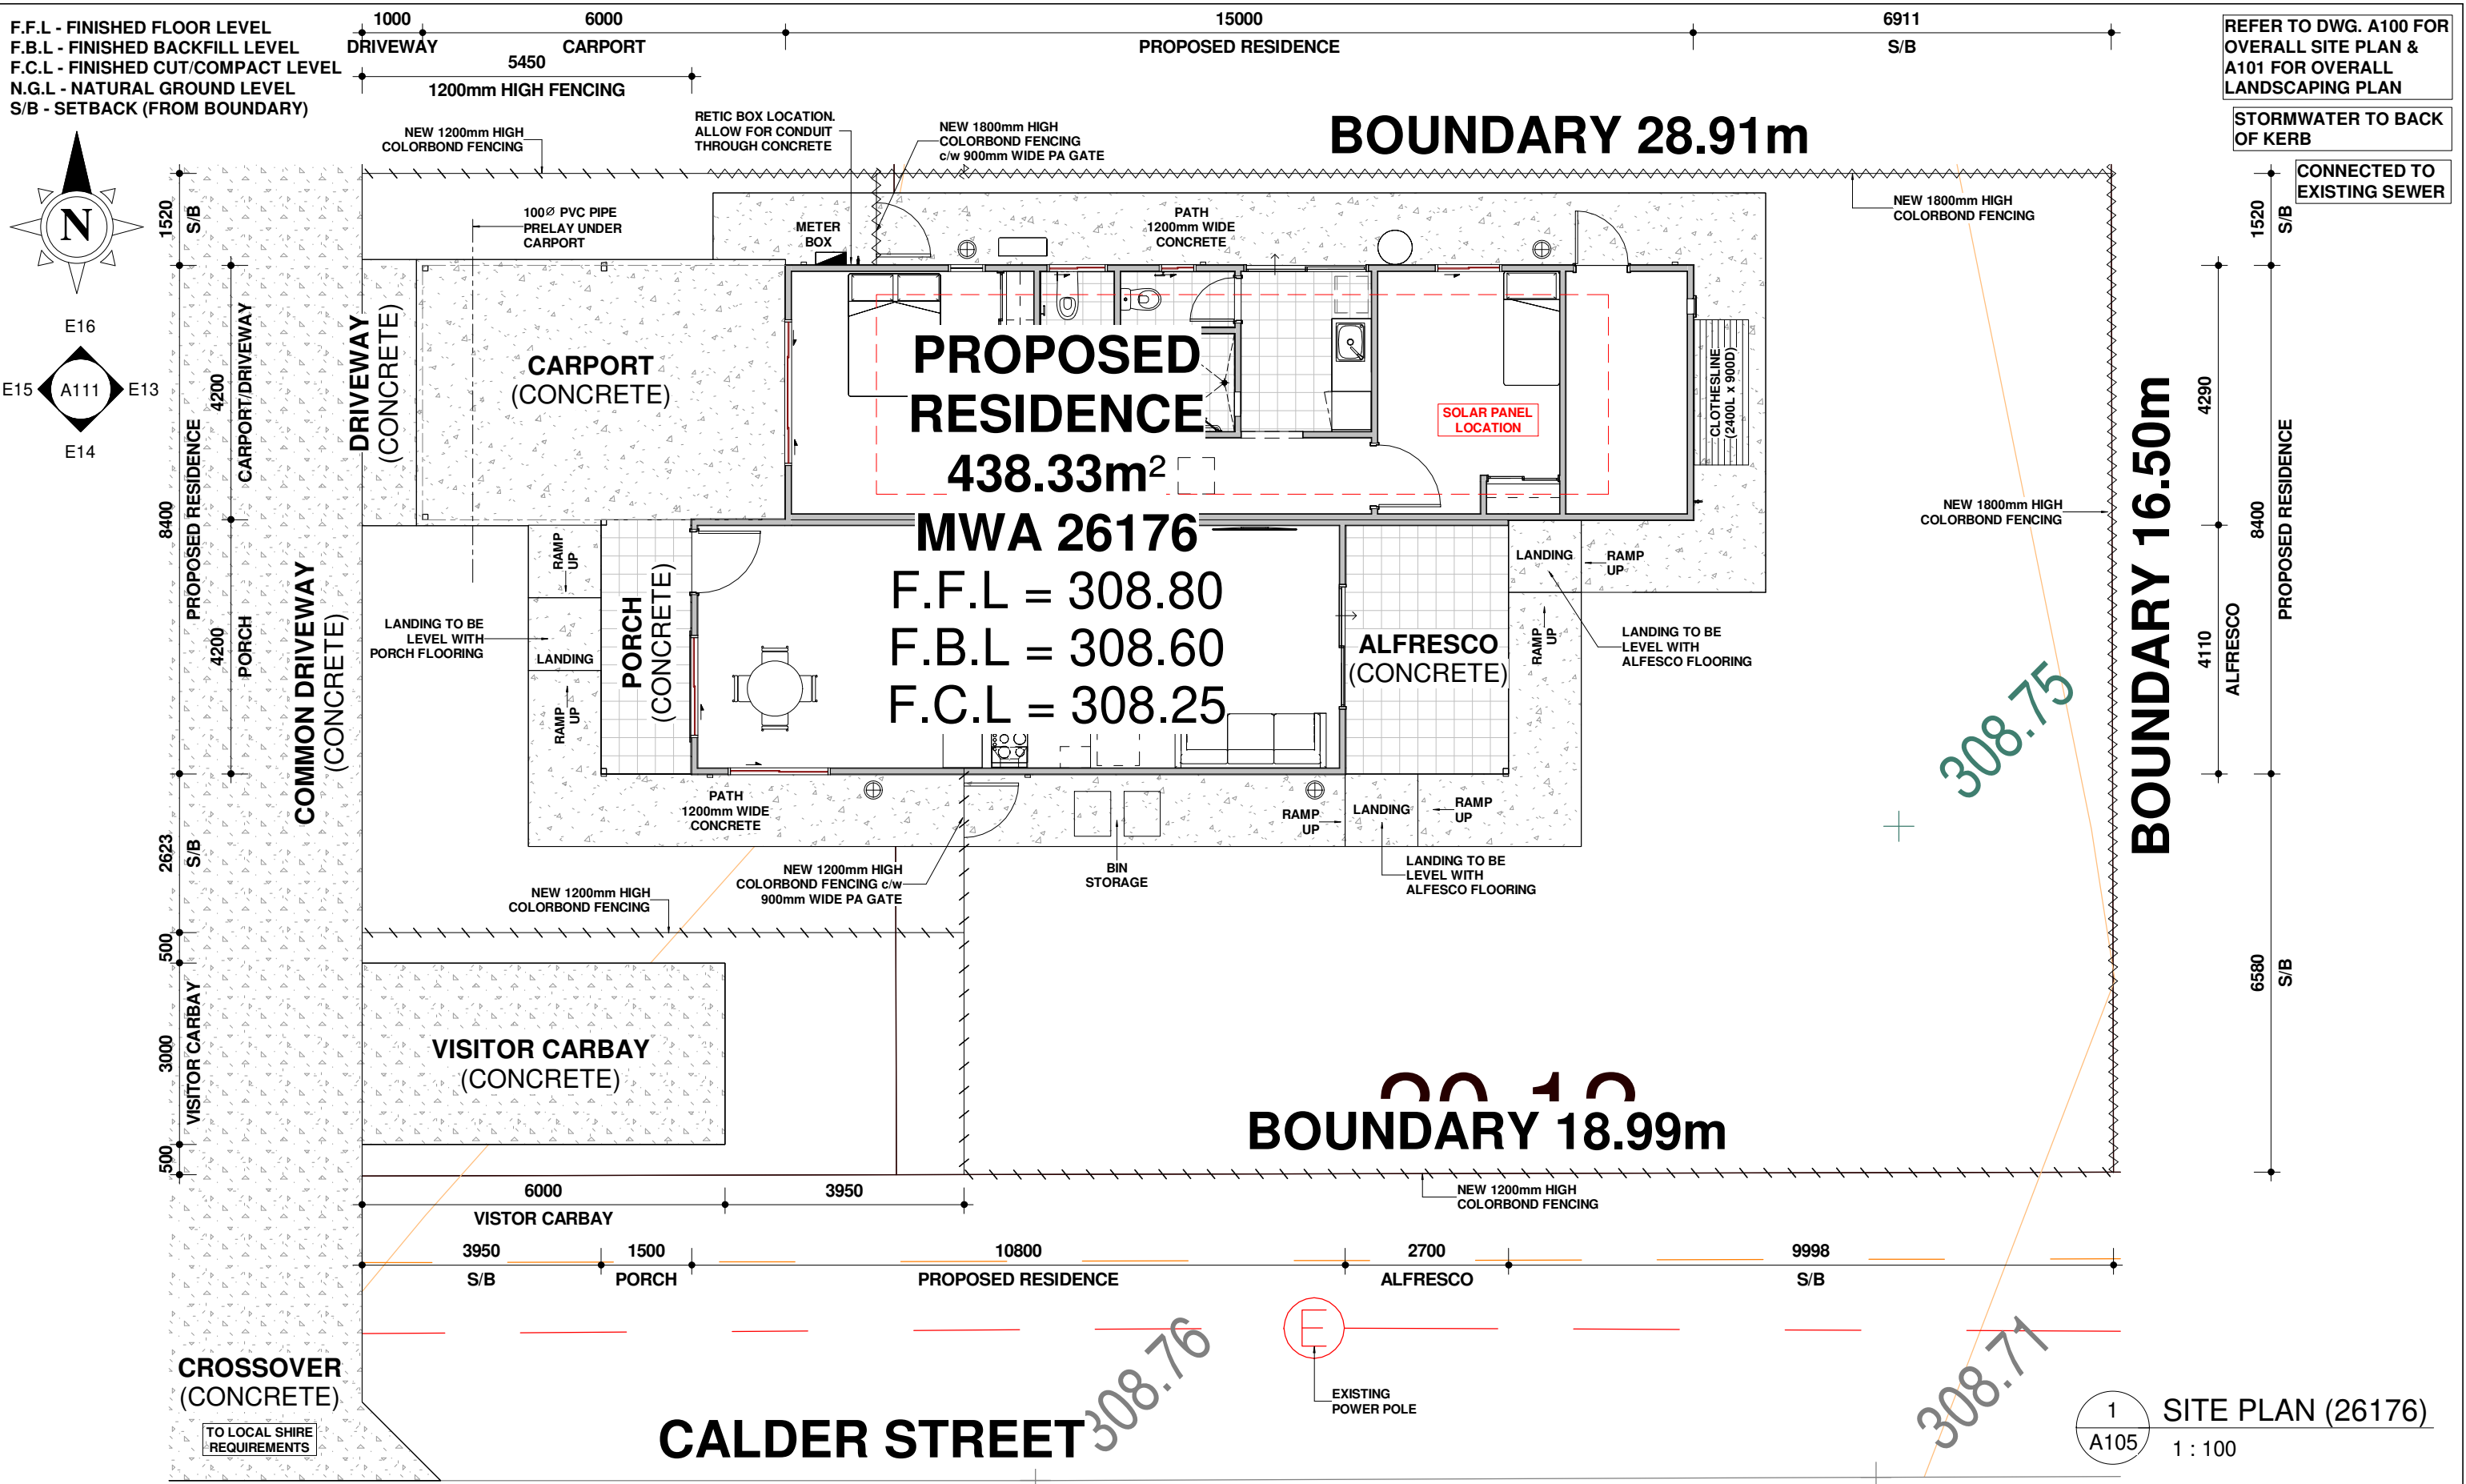 F.F.L - FINISHED FLOOR LEVEL
F.B.L - FINISHED BACKFILL LEVEL
F.C.L - FINISHED CUT/COMPACT LEVEL
N.G.L - NATURAL GROUND LEVEL
S/B - SETBACK (FROM BOUNDARY)
1000
DRIVEWAY
6000
CARPORT
15000
PROPOSED RESIDENCE
6911
S/B
5450
1200mm HIGH FENCING
REFER TO DWG. A100 FOR
OVERALL SITE PLAN &
A101 FOR OVERALL
LANDSCAPING PLAN
STORMWATER TO BACK
OF KERB
CONNECTED TO
EXISTING SEWER
NEW 1200mm HIGH
COLORBOND FENCING
RETIC BOX LOCATION.
ALLOW FOR CONDUIT
THROUGH CONCRETE
NEW 1800mm HIGH
COLORBOND FENCING
c/w 900mm WIDE PA GATE
BOUNDARY 28.91m
NEW 1800mm HIGH
COLORBOND FENCING
N
1520
S/B
100Ø PVC PIPE
PRELAY UNDER
CARPORT
METER
BOX
PATH
1200mm WIDE
CONCRETE
1520
S/B
E16
E15
A111
E13
E14
8400
PROPOSED RESIDENCE
4200
CARPORT/DRIVEWAY
4200
PORCH
DRIVEWAY
(CONCRETE)
CARPORT
(CONCRETE)
PROPOSED
RESIDENCE
438.33m²
MWA 26176
F.F.L = 308.80
F.B.L = 308.60
F.C.L = 308.25
SOLAR PANEL
LOCATION
CLOTHESLINE
(2400L x 900D)
BOUNDARY 16.50m
4290
4110
ALFRESCO
8400
PROPOSED RESIDENCE
NEW 1800mm HIGH
COLORBOND FENCING
COMMON DRIVEWAY
(CONCRETE)
RAMP
UP
LANDING TO BE
LEVEL WITH
PORCH FLOORING
LANDING
RAMP
UP
PORCH
(CONCRETE)
ALFRESCO
(CONCRETE)
LANDING
RAMP
UP
RAMP
UP
LANDING TO BE
LEVEL WITH
ALFESCO FLOORING
308.75
PATH
1200mm WIDE
CONCRETE
RAMP
UP
LANDING
RAMP
UP
2623
S/B
NEW 1200mm HIGH
COLORBOND FENCING c/w
900mm WIDE PA GATE
BIN
STORAGE
LANDING TO BE
LEVEL WITH
ALFESCO FLOORING
NEW 1200mm HIGH
COLORBOND FENCING
500
3000
VISITOR CARBAY
500
VISITOR CARBAY
(CONCRETE)
6580
S/B
BOUNDARY 18.99m
NEW 1200mm HIGH
COLORBOND FENCING
6000
VISTOR CARBAY
3950
3950
S/B
1500
PORCH
10800
PROPOSED RESIDENCE
2700
ALFRESCO
9998
S/B
E
EXISTING
POWER POLE
308.76
308.71
CROSSOVER
(CONCRETE)
TO LOCAL SHIRE
REQUIREMENTS
CALDER STREET
1
A105
SITE PLAN (26176)
1 : 100